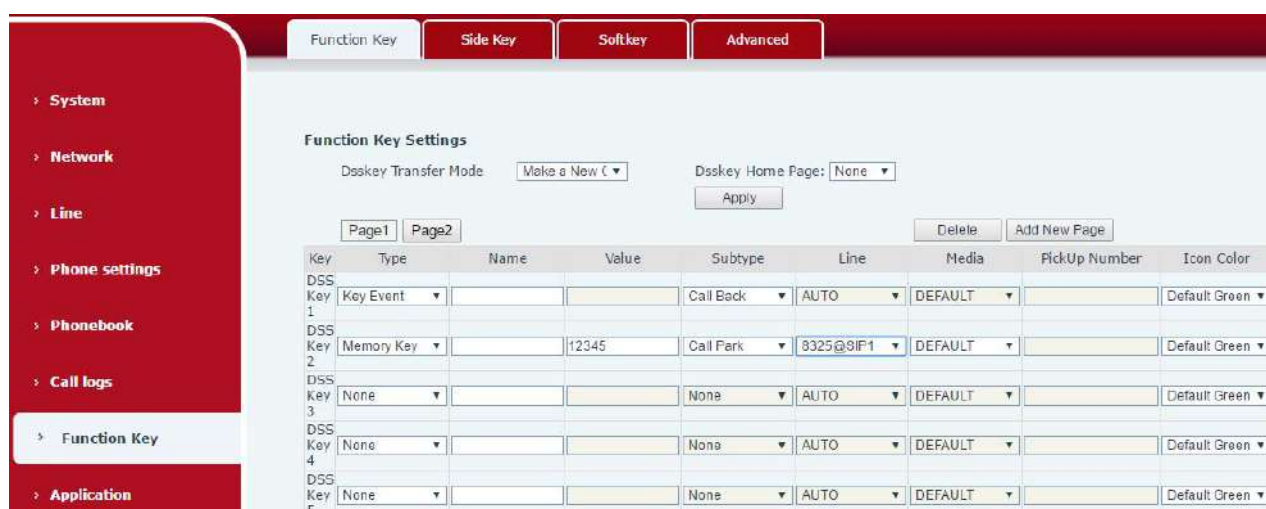 Function Key Side Key Softkey Advanced
› System
› Network
› Line
› Phone settings
› Phonebook
› Call logs
› Function Key
› Application
Function Key Settings
Dsskey Transfer Mode Make a New C Dsskey Home Page: None
Apply
Page1 Page2 Delete Add New Page
Key Type Name Value Subtype Line Media PickUp Number Icon Color
DSS Key 1 Key Event Call Back AUTO DEFAULT Default Green
DSS Key 2 Memory Key 12345 Call Park 8325@SIP1 DEFAULT Default Green
DSS Key 3 None None AUTO DEFAULT Default Green
DSS Key 4 None None AUTO DEFAULT Default Green
DSS Key None None AUTO DEFAULT Default Green